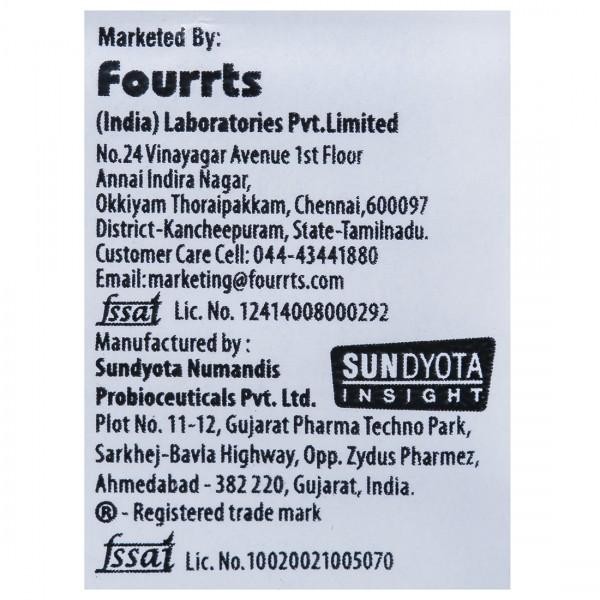 Marketed By:
Fourrts
(India) Laboratories Pvt.Limited
No.24 Vinayagar Avenue 1st Floor
Annai Indira Nagar,
Okkiyam Thoraipakkam, Chennai,600097
District-Kancheepuram, State-Tamilnadu.
Customer Care Cell: 044-43441880
Email:marketing@fourrts.com
fssai Lic. No. 12414008000292
Manufactured by :
Sundyota Numandis
Probioceuticals Pvt. Ltd.
SUNDYOTA
INSIGHT
Plot No. 11-12, Gujarat Pharma Techno Park,
Sarkhej-Bavla Highway, Opp. Zydus Pharmez,
Ahmedabad - 382 220, Gujarat, India.
® - Registered trade mark
fssai Lic. No. 10020021005070